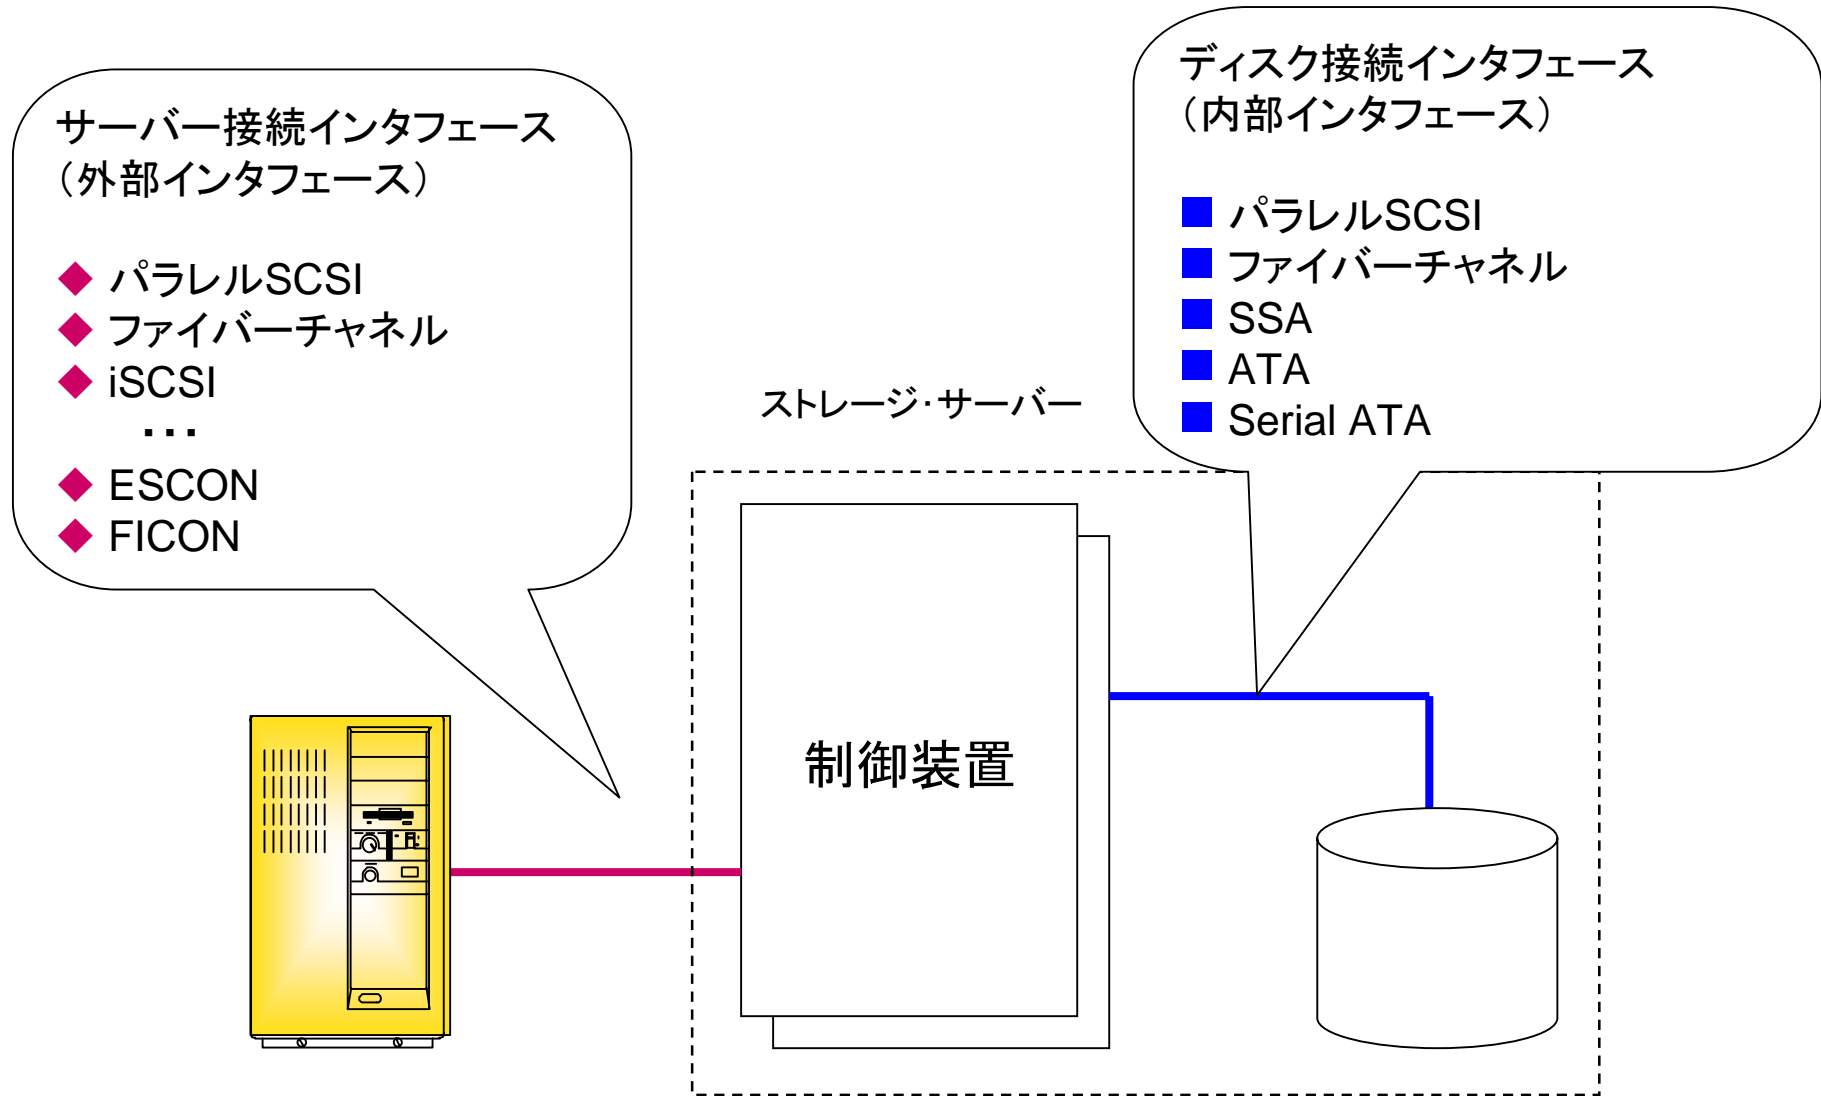 サーバー接続インタフェース
（外部インタフェース）
パラレルSCSI
ファイバーチャネル
iSCSI
・・・
ESCON
FICON
ディスク接続インタフェース
（内部インタフェース）
パラレルSCSI
ファイバーチャネル
SSA
ATA
Serial ATA
ストレージ･サーバー
制御装置